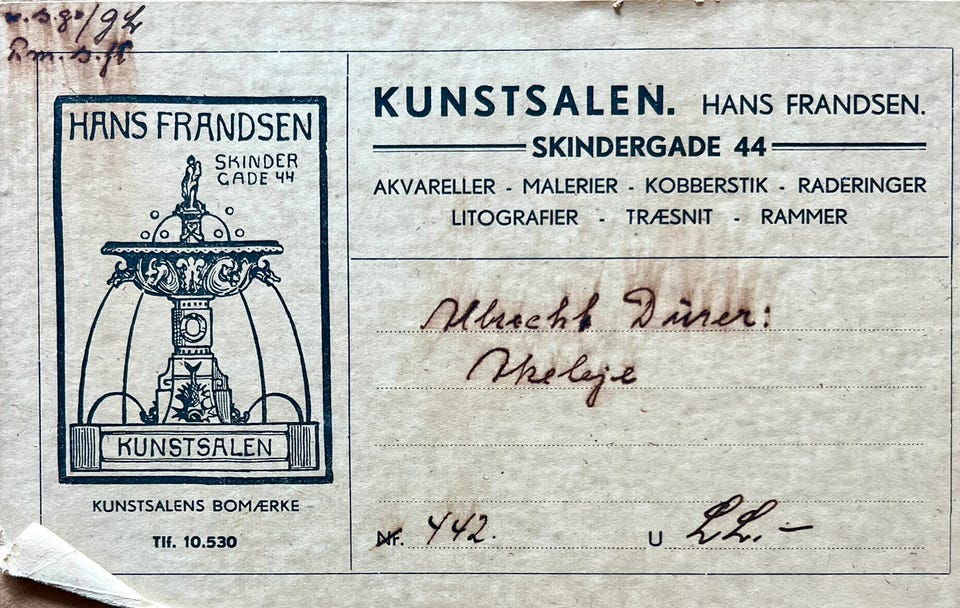 HANS FRANDSEN
SKINDER
GADE 44
KUNSTSALEN
KUNSTSALENS BOMÆRKE
Tlf. 10.530
KUNSTSALEN. HANS FRANDSEN.
SKINDERGADE 44
AKVARELLER - MALERIER - KOBBERSTIK - RADERINGER
LITOGRAFIER - TRÆSNIT - RAMMER
Albrecht Dürer:
Akeleje
Nr. 442.
U LL.-